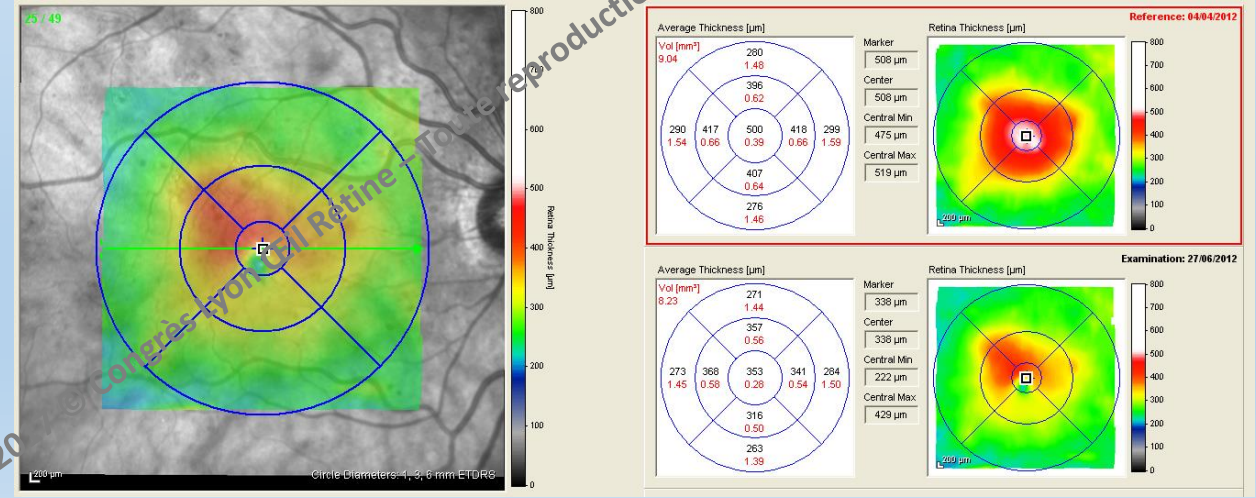 25 / 49
800
700
600
500
400
300
200
100
0
Retina Thickness [µm]
200 µm
Circle Diameters: 1, 3, 6 mm ETDRS
© Congrès Lyon Œil Rétine – Toute reproduction
20
Reference: 04/04/2012
Average Thickness [µm]
Vol [mm³]
9.04
280
1.48
396
0.62
290
1.54
417
0.66
500
0.39
418
0.66
299
1.59
407
0.64
276
1.46
Marker
508 µm
Center
508 µm
Central Min
475 µm
Central Max
519 µm
Retina Thickness [µm]
200 µm
800
700
600
500
400
300
200
100
0
Examination: 27/06/2012
Average Thickness [µm]
Vol [mm³]
8.23
271
1.44
357
0.56
273
1.45
368
0.58
353
0.28
341
0.54
284
1.50
316
0.50
263
1.39
Marker
338 µm
Center
338 µm
Central Min
222 µm
Central Max
429 µm
Retina Thickness [µm]
200 µm
800
700
600
500
400
300
200
100
0